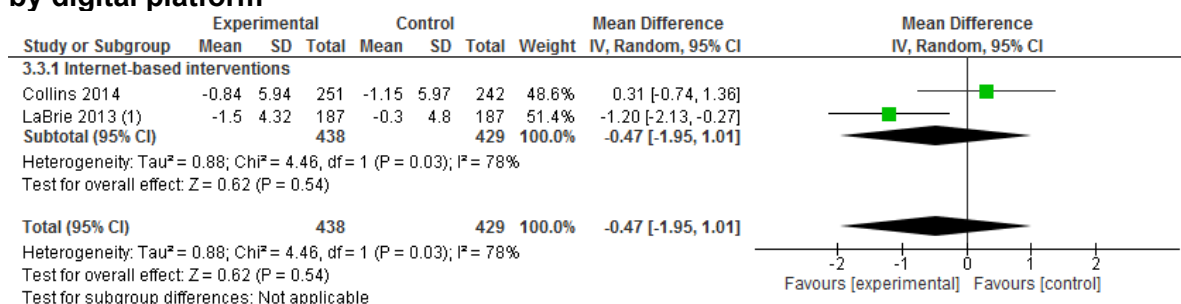 by digital platform
Experimental Control Mean Difference Mean Difference
Study or Subgroup Mean SD Total Mean SD Total Weight IV, Random, 95% CI IV, Random, 95% CI
3.3.1 Internet-based interventions
Collins 2014 -0.84 5.94 251 -1.15 5.97 242 48.6% 0.31 [-0.74, 1.36]
LaBrie 2013 (1) -1.5 4.32 187 -0.3 4.8 187 51.4% -1.20 [-2.13, -0.27]
Subtotal (95% CI) 438 429 100.0% -0.47 [-1.95, 1.01]
Heterogeneity: Tau² = 0.88; Chi² = 4.46, df = 1 (P = 0.03); I² = 78%
Test for overall effect: Z = 0.62 (P = 0.54)
Total (95% CI) 438 429 100.0% -0.47 [-1.95, 1.01]
Heterogeneity: Tau² = 0.88; Chi² = 4.46, df = 1 (P = 0.03); I² = 78%
Test for overall effect: Z = 0.62 (P = 0.54)
Test for subgroup differences: Not applicable
-2 -1 0 1 2
Favours [experimental] Favours [control]